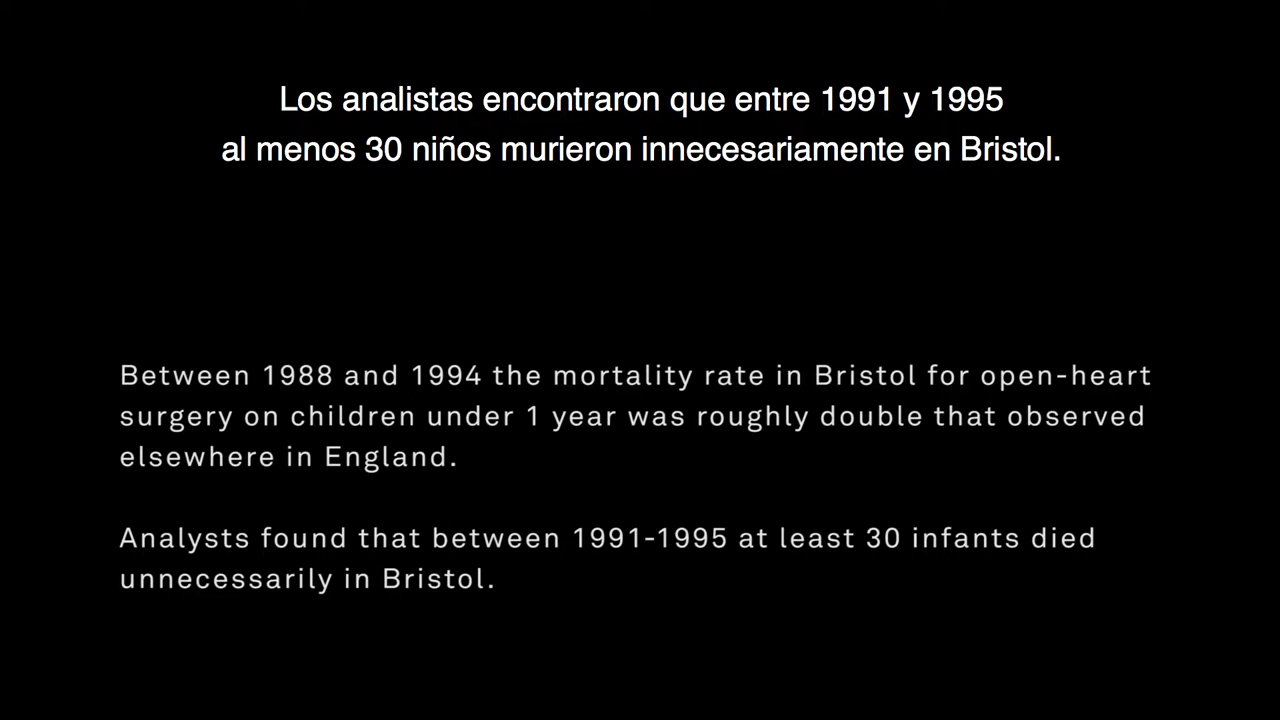 Los analistas encontraron que entre 1991 y 1995
al menos 30 niños murieron innecesariamente en Bristol.
Between 1988 and 1994 the mortality rate in Bristol for open-heart
surgery on children under 1 year was roughly double that observed
elsewhere in England.
Analysts found that between 1991-1995 at least 30 infants died
unnecessarily in Bristol.